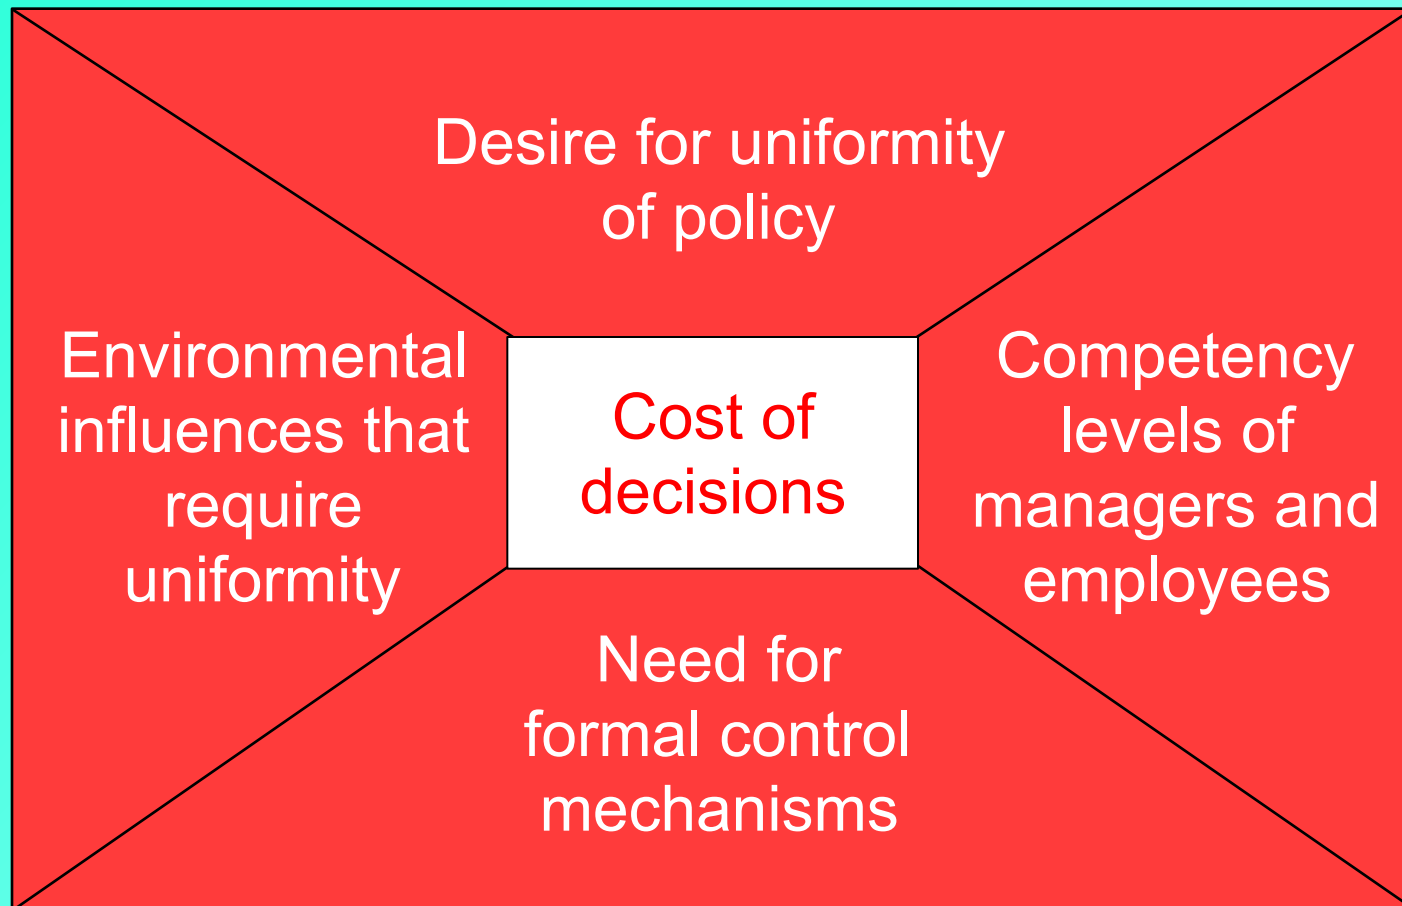 Desire for uniformity
of policy
Environmental
influences that
require
uniformity
Cost of
decisions
Competency
levels of
managers and
employees
Need for
formal control
mechanisms